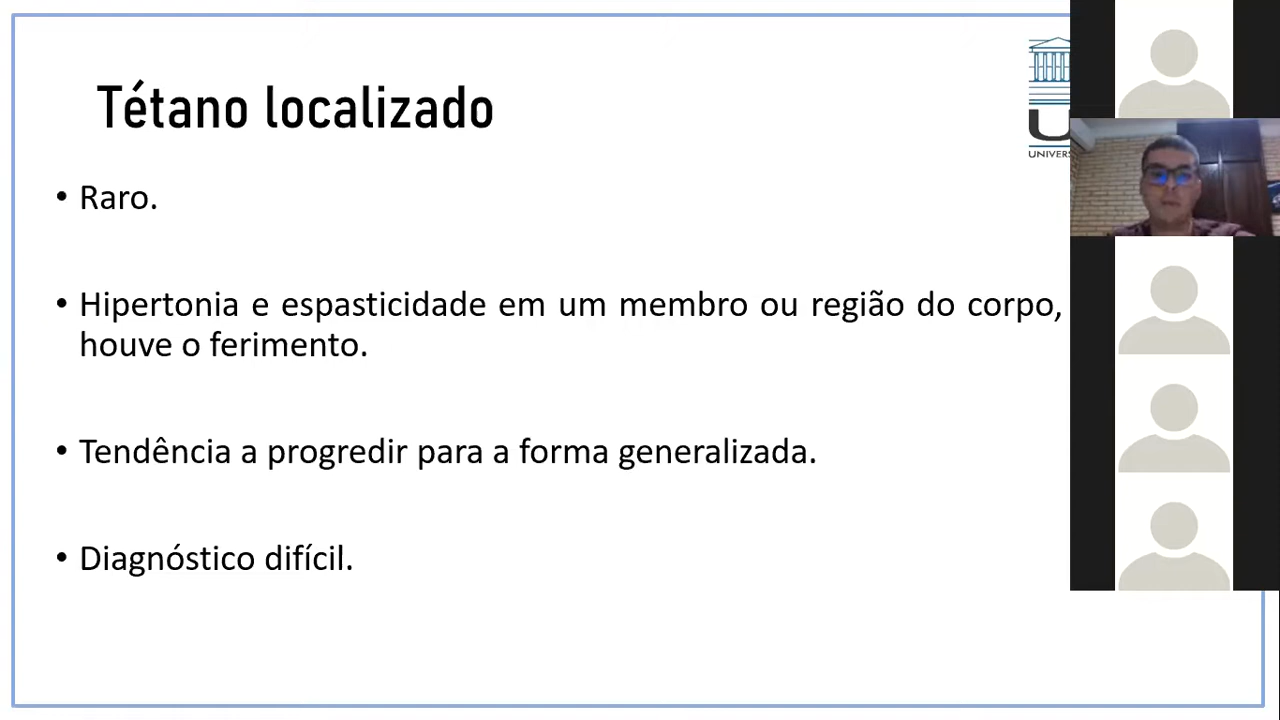 Tétano localizado
• Raro.
• Hipertonia e espasticidade em um membro ou região do corpo,
houve o ferimento.
• Tendência a progredir para a forma generalizada.
• Diagnóstico difícil.